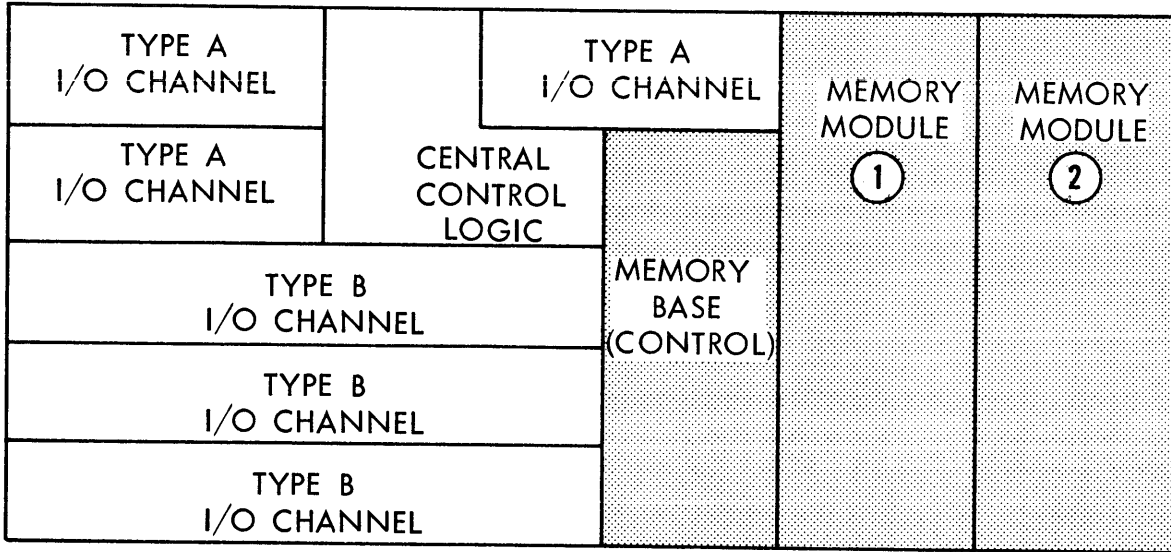 TYPE A
I/O CHANNEL
TYPE A
I/O CHANNEL
MEMORY
MODULE
1
MEMORY
MODULE
2
TYPE A
I/O CHANNEL
CENTRAL
CONTROL
LOGIC
TYPE B
I/O CHANNEL
MEMORY
BASE
(CONTROL)
TYPE B
I/O CHANNEL
TYPE B
I/O CHANNEL